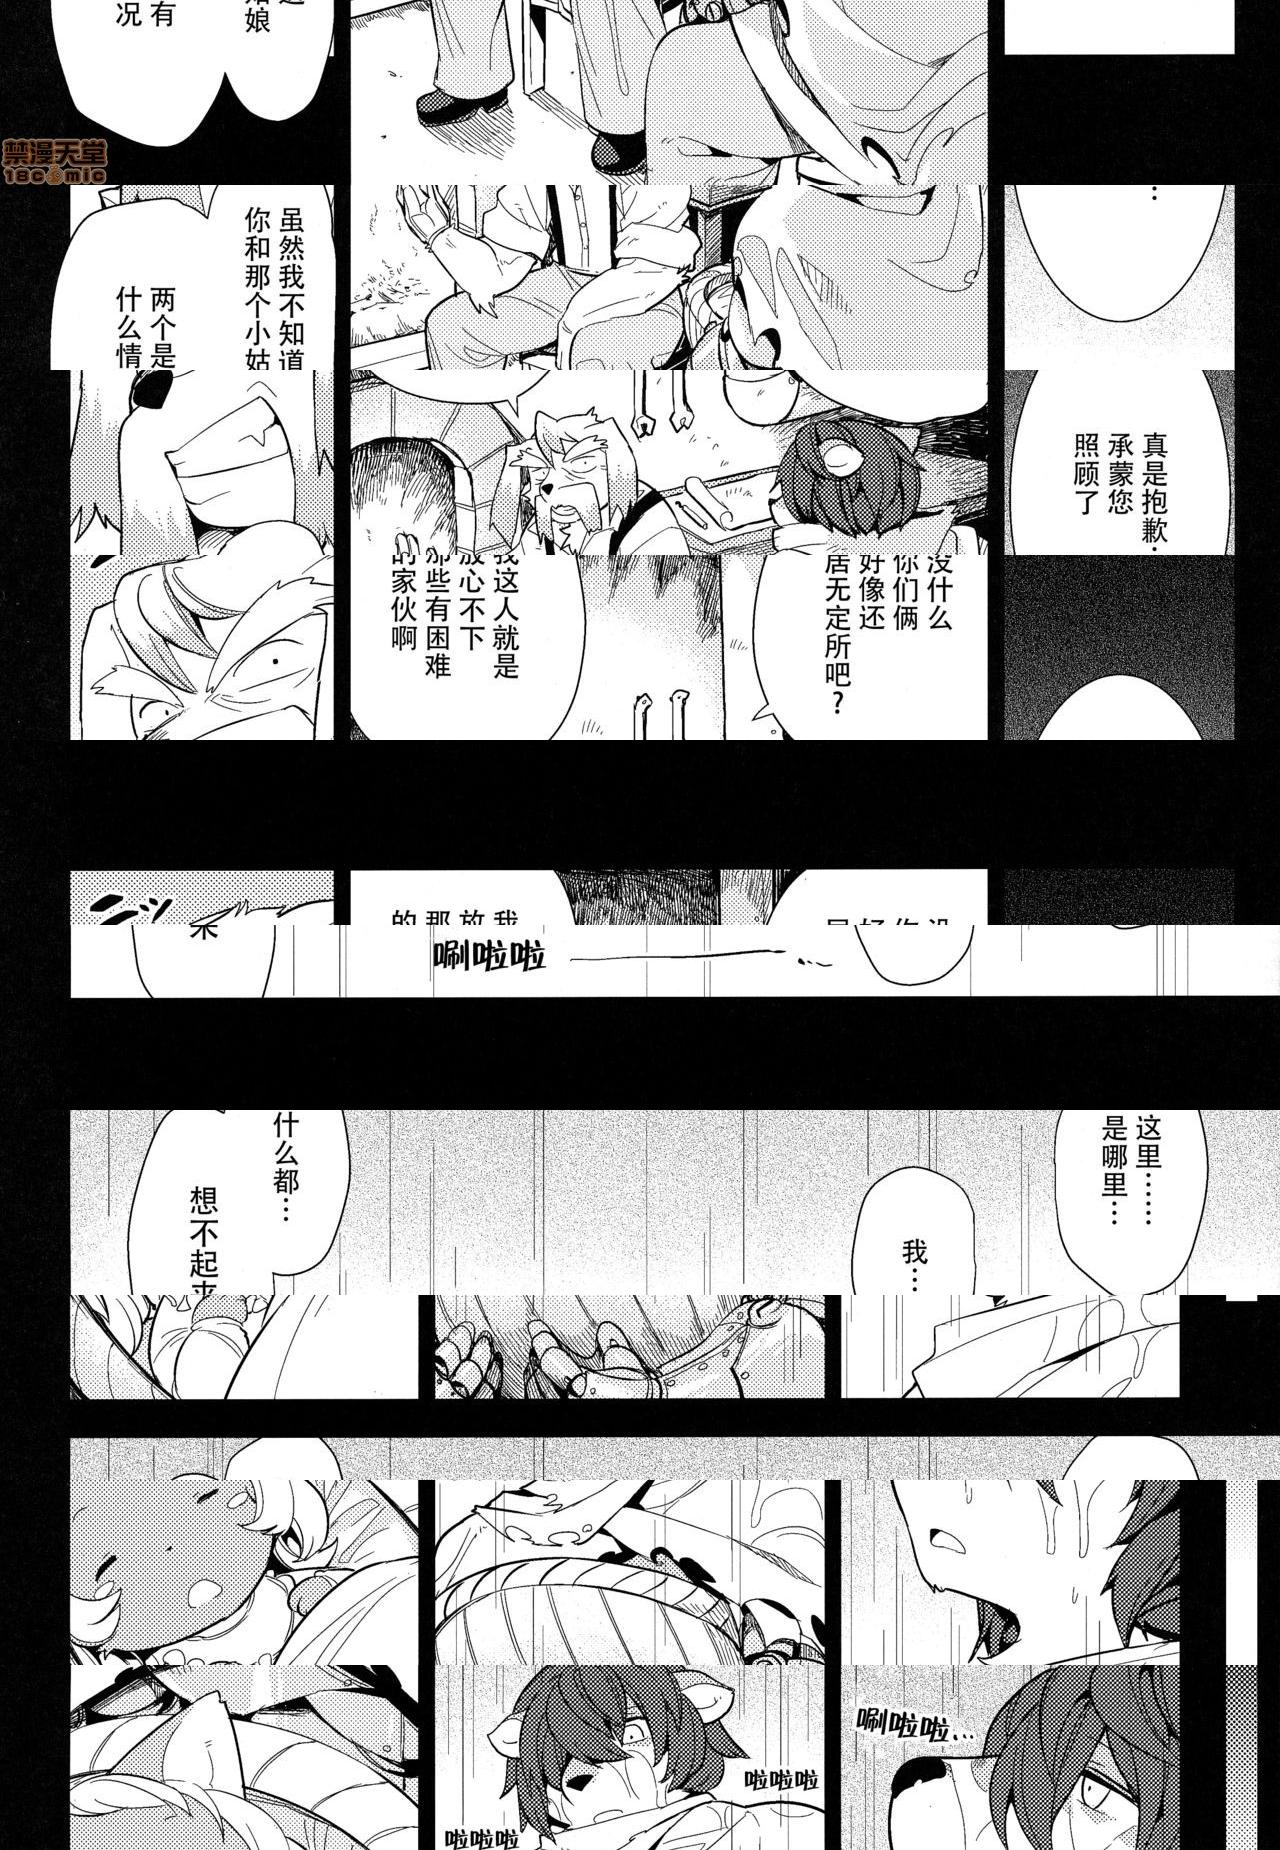 娘
有
况
禁漫天堂
18comic
虽然我不知道
你和那个小姑
两个是
什么情
真是抱歉…
承蒙您
照顾了
没什么
你们俩
好像还
居无定所吧？
我这人就是
放心不下
那些有困难
的家伙啊
唰啦啦
这里……
是哪里…
我…
什么都…
想不起来
唰啦啦…
啦啦啦
啦啦啦